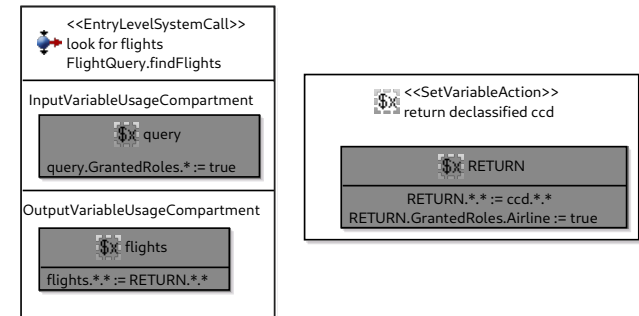 <<EntryLevelSystemCall>>
look for flights
FlightQuery.findFlights
InputVariableUsageCompartment
$x query
query.GrantedRoles.* := true
OutputVariableUsageCompartment
$x flights
flights.*.* := RETURN.*.*
<<SetVariableAction>>
$x return declassified ccd
$x RETURN
RETURN.*.* := ccd.*.*
RETURN.GrantedRoles.Airline := true